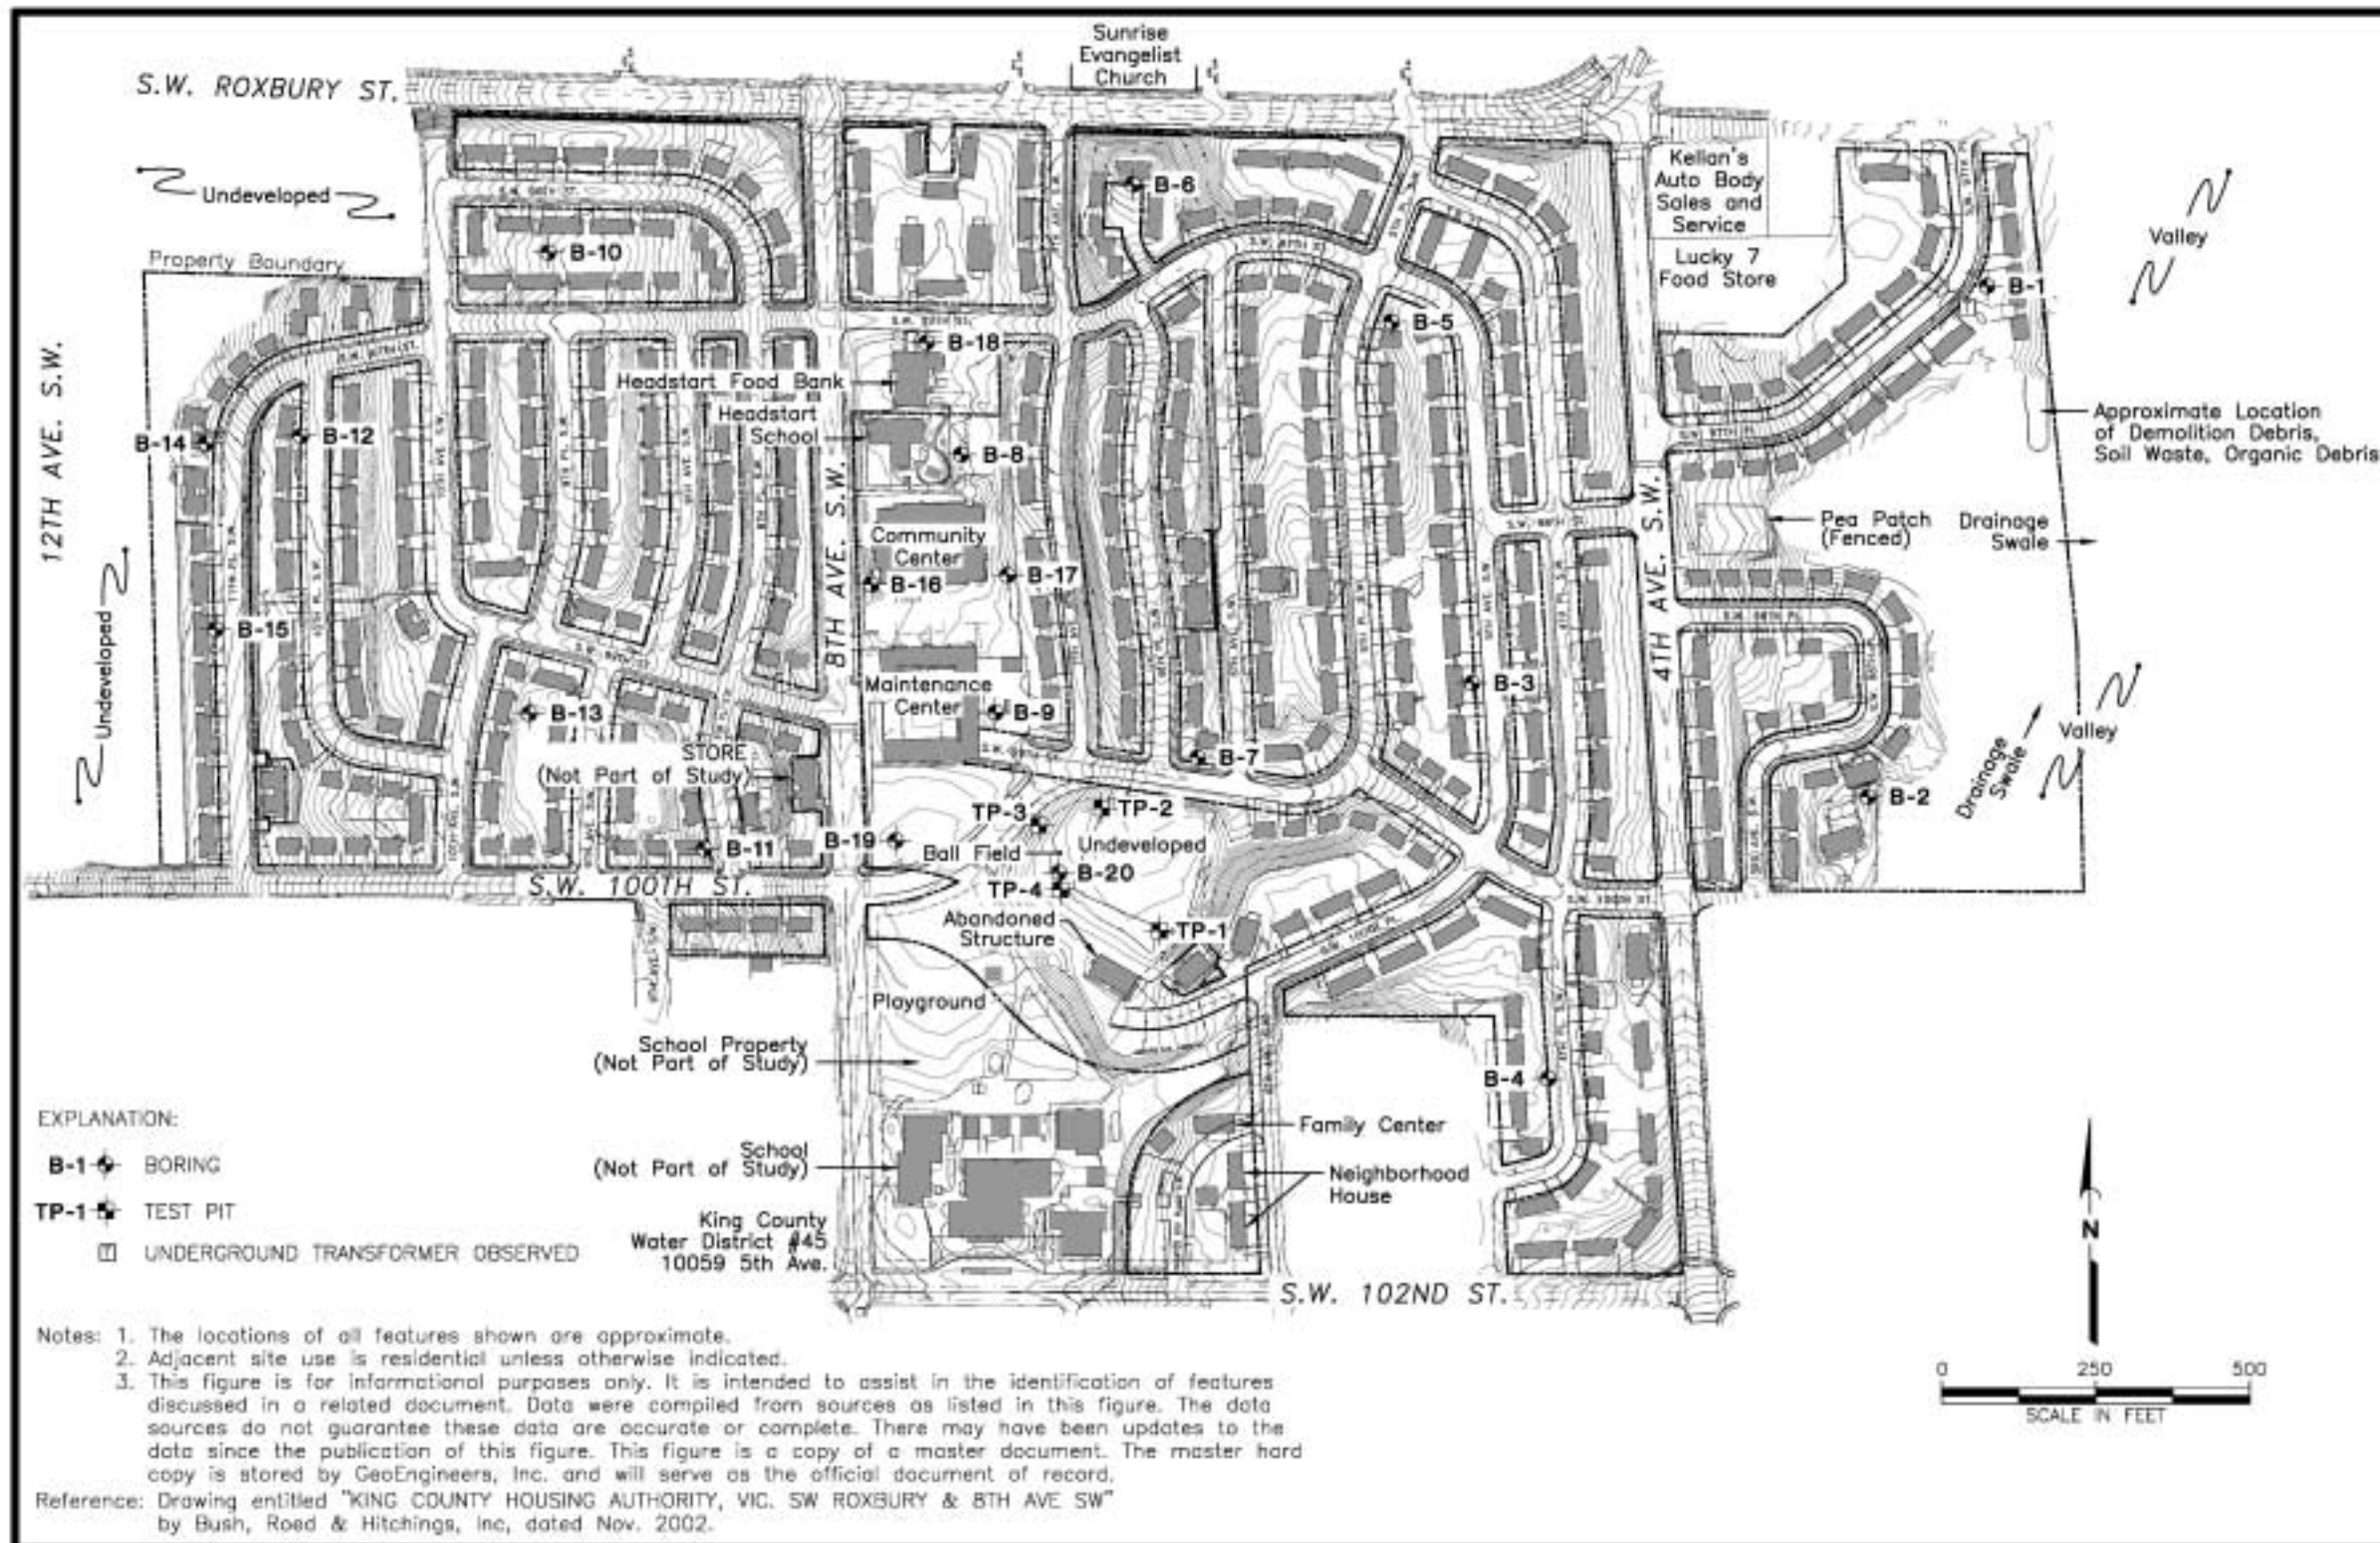 Sunrise
Evangelist
Church
S.W. ROXBURY ST.
Undeveloped
Property Boundary
12TH AVE. S.W.
Undeveloped
B-10
B-6
Kellan's
Auto Body
Sales and
Service
Lucky 7
Food Store
Valley
B-1
B-5
B-18
Headstart Food Bank
Headstart
School
B-14
B-12
B-8
Approximate Location
of Demolition Debris,
Soil Waste, Organic Debris
8TH AVE. S.W.
4TH AVE. S.W.
Community
Center
B-16
B-17
Pea Patch
(Fenced)
Drainage
Swale
B-15
Maintenance
Center
B-9
B-3
B-13
STORE
(Not Part of Study)
B-7
Valley
Drainage
Swale
B-2
TP-3
TP-2
B-11
B-19
Ball Field
Undeveloped
B-20
TP-4
S.W. 100TH ST.
Abandoned
Structure
TP-1
Playground
School Property
(Not Part of Study)
B-4
Family Center
School
(Not Part of Study)
Neighborhood
House
King County
Water District #45
10059 5th Ave.
S.W. 102ND ST.
EXPLANATION:
B-1 BORING
TP-1 TEST PIT
T UNDERGROUND TRANSFORMER OBSERVED
N
0 250 500
SCALE IN FEET
Notes: 1. The locations of all features shown are approximate.
2. Adjacent site use is residential unless otherwise indicated.
3. This figure is for informational purposes only. It is intended to assist in the identification of features
discussed in a related document. Data were compiled from sources as listed in this figure. The data
sources do not guarantee these data are accurate or complete. There may have been updates to the
data since the publication of this figure. This figure is a copy of a master document. The master hard
copy is stored by GeoEngineers, Inc. and will serve as the official document of record.
Reference: Drawing entitled "KING COUNTY HOUSING AUTHORITY, VIC. SW ROXBURY & 8TH AVE SW"
by Bush, Roed & Hitchings, Inc, dated Nov. 2002.